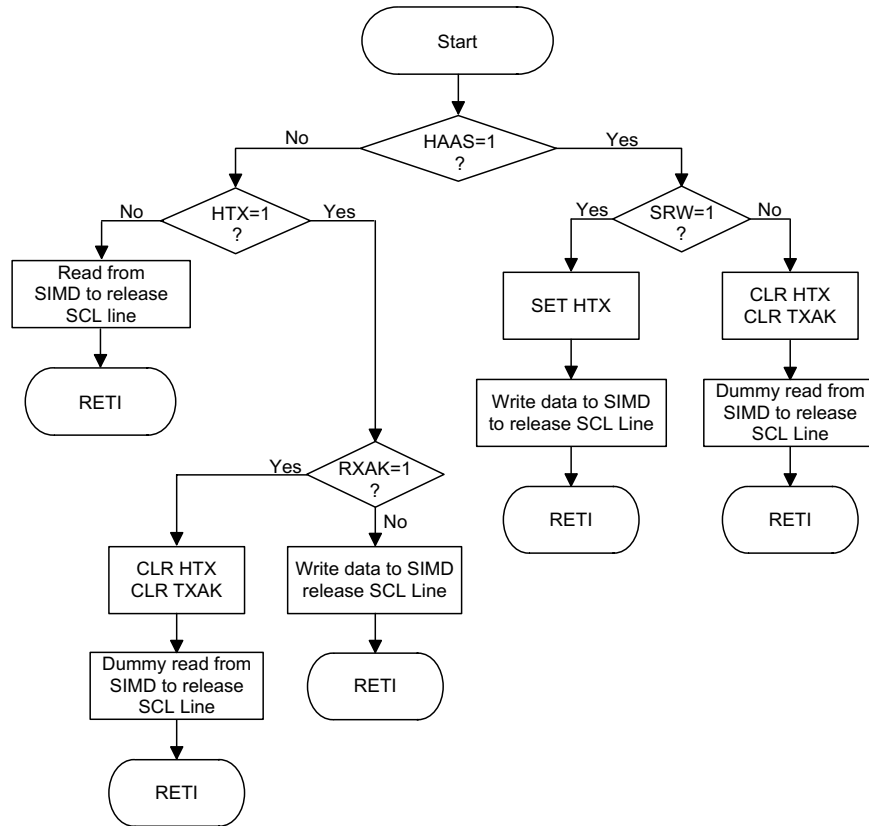 Start
HAAS=1
?
No
Yes
HTX=1
?
No
Yes
SRW=1
?
Yes
No
Read from
SIMD to release
SCL line
SET HTX
CLR HTX
CLR TXAK
RETI
Write data to SIMD
to release SCL Line
Dummy read from
SIMD to release
SCL Line
RXAK=1
?
Yes
No
RETI
RETI
CLR HTX
CLR TXAK
Write data to SIMD
release SCL Line
Dummy read from
SIMD to release
SCL Line
RETI
RETI